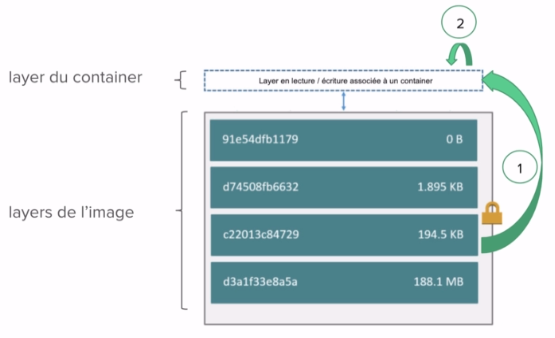 2
layer du container
Layer en lecture / écriture associée à un container
91e54dfb1179 0 B
d74508fb6632 1.895 KB
1
layers de l'image
c22013c84729 194.5 KB
d3a1f33e8a5a 188.1 MB